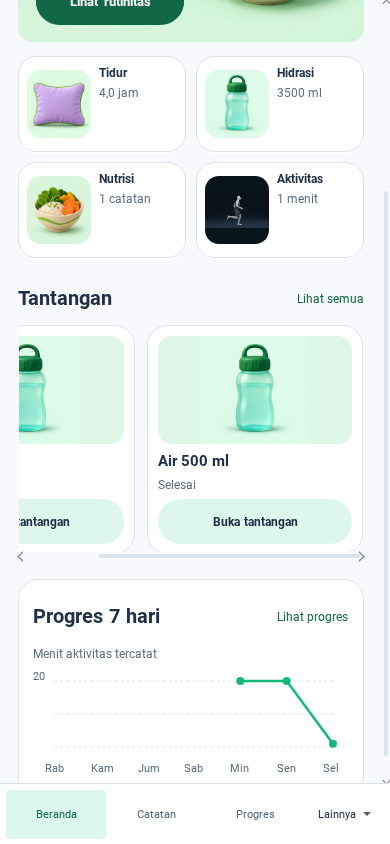 Lihat rutinitas
Tidur
4,0 jam
Hidrasi
3500 ml
Nutrisi
1 catatan
Aktivitas
1 menit
Tantangan
Lihat semua
Air 500 ml
Selesai
tantangan
Buka tantangan
Progres 7 hari
Lihat progres
Menit aktivitas tercatat
20
Rab Kam Jum Sab Min Sen Sel
Beranda
Catatan
Progres
Lainnya